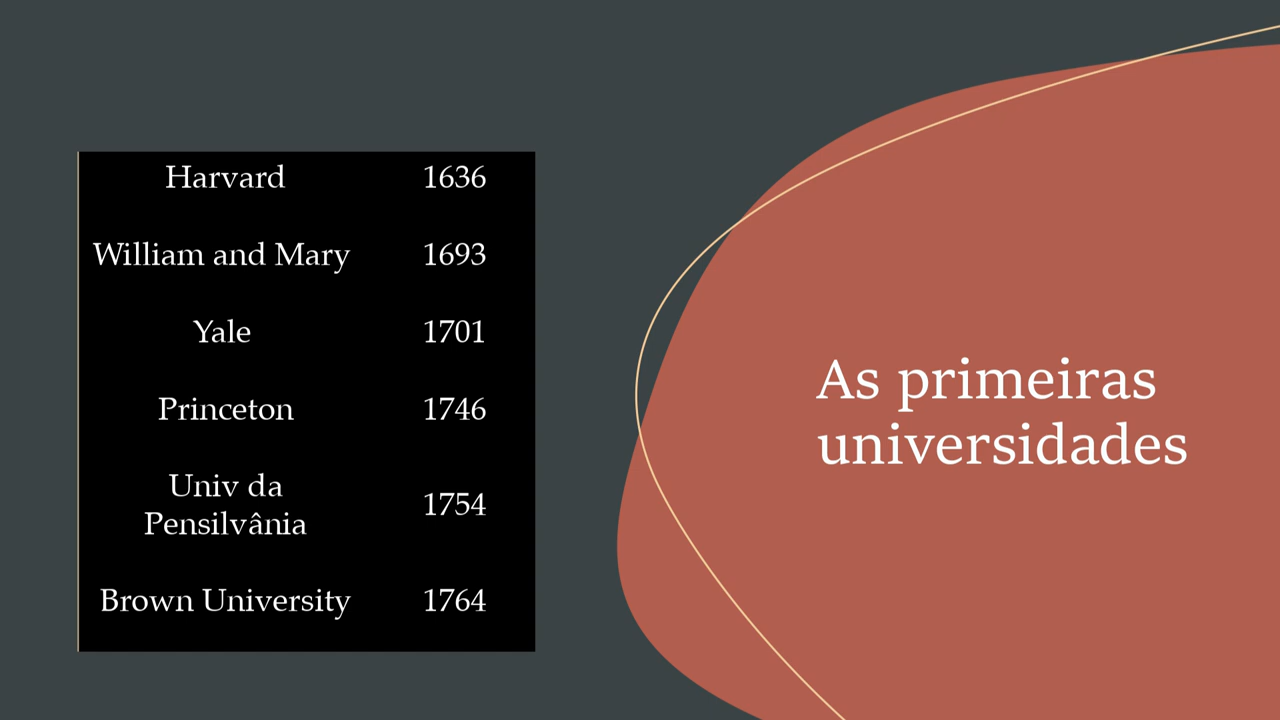 Harvard 1636
William and Mary 1693
Yale 1701
Princeton 1746
Univ da
Pensilvânia 1754
Brown University 1764
As primeiras
universidades